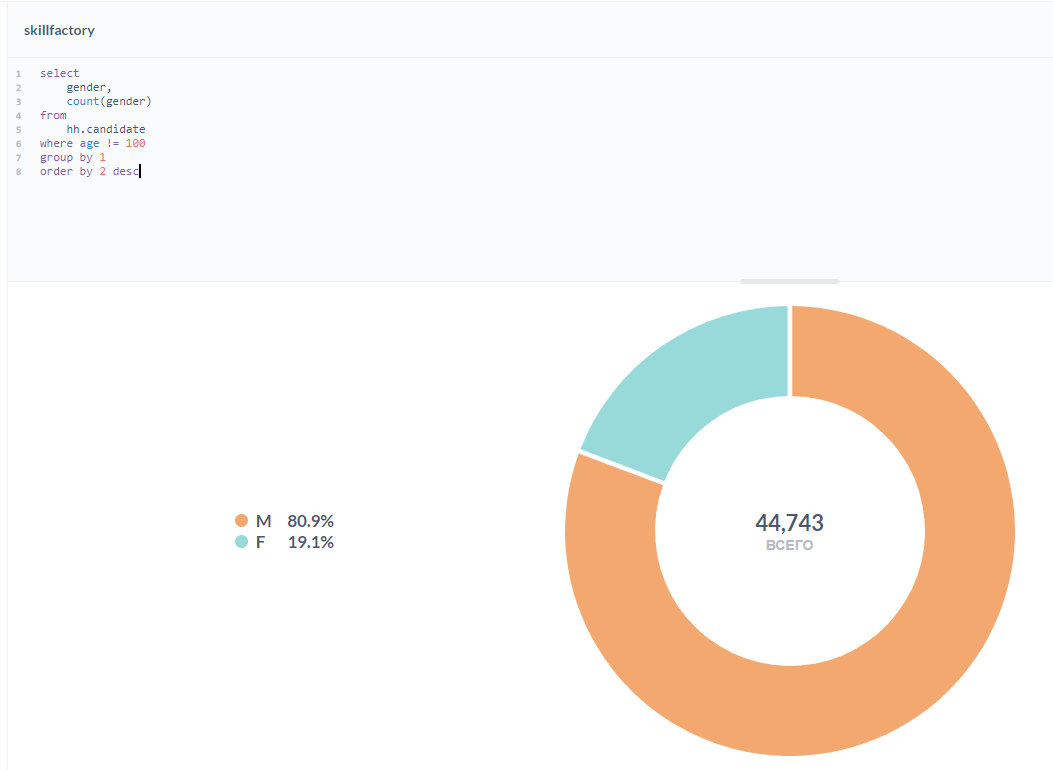 skillfactory
1 select
2 gender,
3 count(gender)
4 from
5 hh.candidate
6 where age != 100
7 group by 1
8 order by 2 desc
M 80.9%
F 19.1%
44,743
ВСЕГО